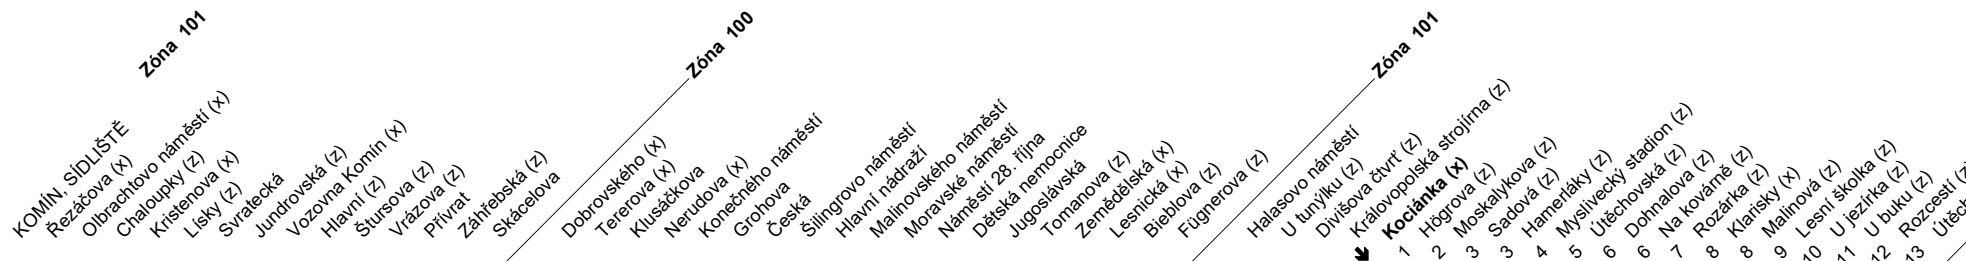 Zóna 101
KOMÍN, SÍDLIŠTĚ
Řezáčova (x)
Olbrachtovo náměstí (x)
Chaloupky (z)
Kristenova (x)
Lísky (z)
Svratecká
Jundrovská (z)
Vozovna Komín (x)
Hlavní (z)
Štursova (z)
Vrázova (z)
Přívrat
Záhřebská (z)
Skácelova
Zóna 100
Dobrovského (x)
Tererova (x)
Klusáčkova
Nerudova (x)
Konečného náměstí
Grohova
Česká
Šilingrovo náměstí
Hlavní nádraží
Malinovského náměstí
Moravské náměstí
Náměstí 28. října
Dětská nemocnice
Jugoslávská
Tomanova (z)
Zemědělská (x)
Lesnická (x)
Bieblova (z)
Fügnerova (z)
Zóna 101
Halasovo náměstí
U tunýlku (z)
Divišova čtvrť (z)
Královopolská strojírna (z)
Kociánka (x)
1 Högrova (z)
2 Moskalykova (z)
3 Sadová (z)
3 Hamerláky (z)
4 Myslivecký stadion (z)
5 Útěchovská (z)
6 Dohnalova (z)
6 Na kovárně (z)
7 Rozárka (z)
8 Klarisky (x)
8 Malinová (z)
9 Lesní školka (z)
10 U jezírka (z)
11 U buku (z)
12 Rozcestí (z)
13